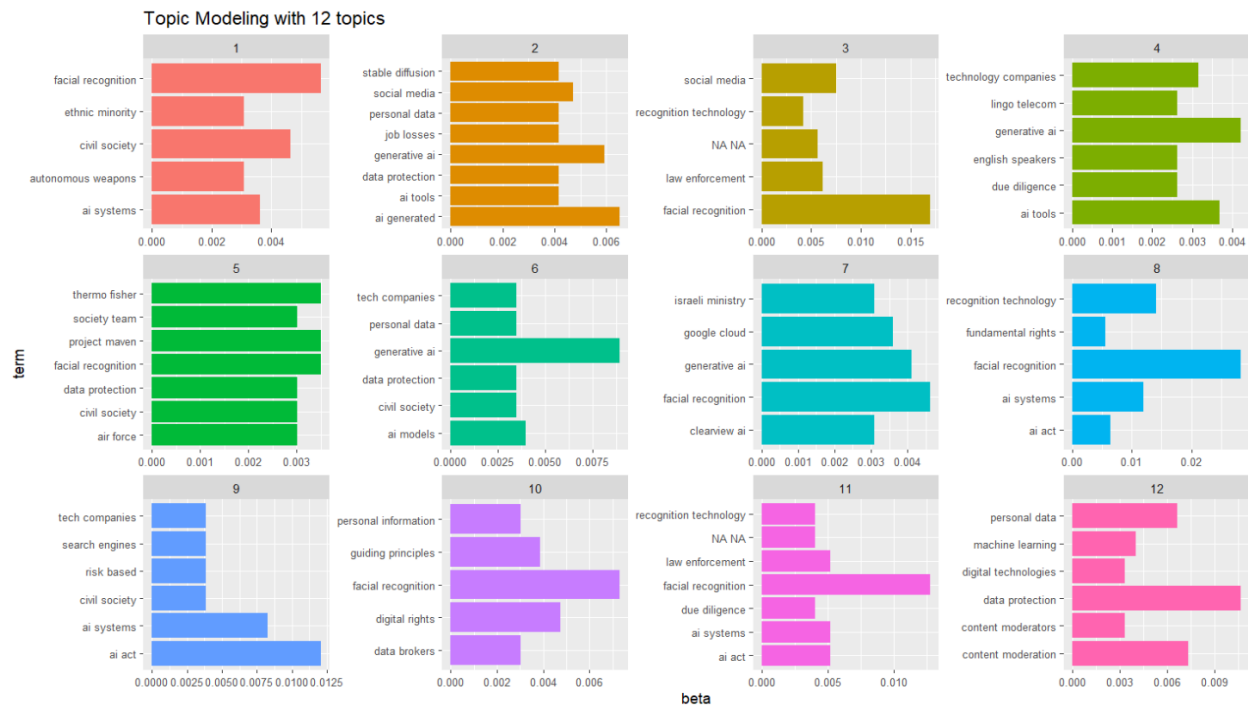 Topic Modeling with 12 topics
1
facial recognition
ethnic minority
civil society
autonomous weapons
ai systems
0.000 0.002 0.004
2
stable diffusion
social media
personal data
job losses
generative ai
data protection
ai tools
ai generated
0.000 0.002 0.004 0.006
3
social media
recognition technology
NA NA
law enforcement
facial recognition
0.000 0.005 0.010 0.015
4
technology companies
lingo telecom
generative ai
english speakers
due diligence
ai tools
0.000 0.001 0.002 0.003 0.004
5
thermo fisher
society team
project maven
facial recognition
data protection
civil society
air force
0.000 0.001 0.002 0.003
6
tech companies
personal data
generative ai
data protection
civil society
ai models
0.0000 0.0025 0.0050 0.0075
7
israeli ministry
google cloud
generative ai
facial recognition
clearview ai
0.000 0.001 0.002 0.003 0.004
8
recognition technology
fundamental rights
facial recognition
ai systems
ai act
0.00 0.01 0.02
9
tech companies
search engines
risk based
civil society
ai systems
ai act
0.0000 0.0025 0.0050 0.0075 0.0100 0.0125
10
personal information
guiding principles
facial recognition
digital rights
data brokers
0.000 0.002 0.004 0.006
11
recognition technology
NA NA
law enforcement
facial recognition
due diligence
ai systems
ai act
0.000 0.005 0.010
12
personal data
machine learning
digital technologies
data protection
content moderators
content moderation
0.000 0.003 0.006 0.009
term
beta